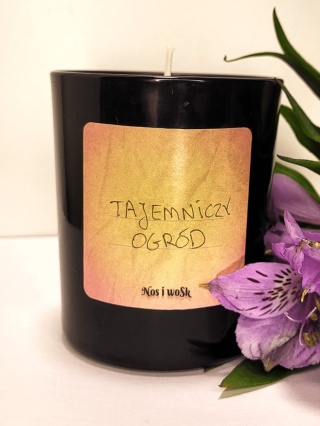 TAJEMNiCZY
OGRÓD
Nos i woSk